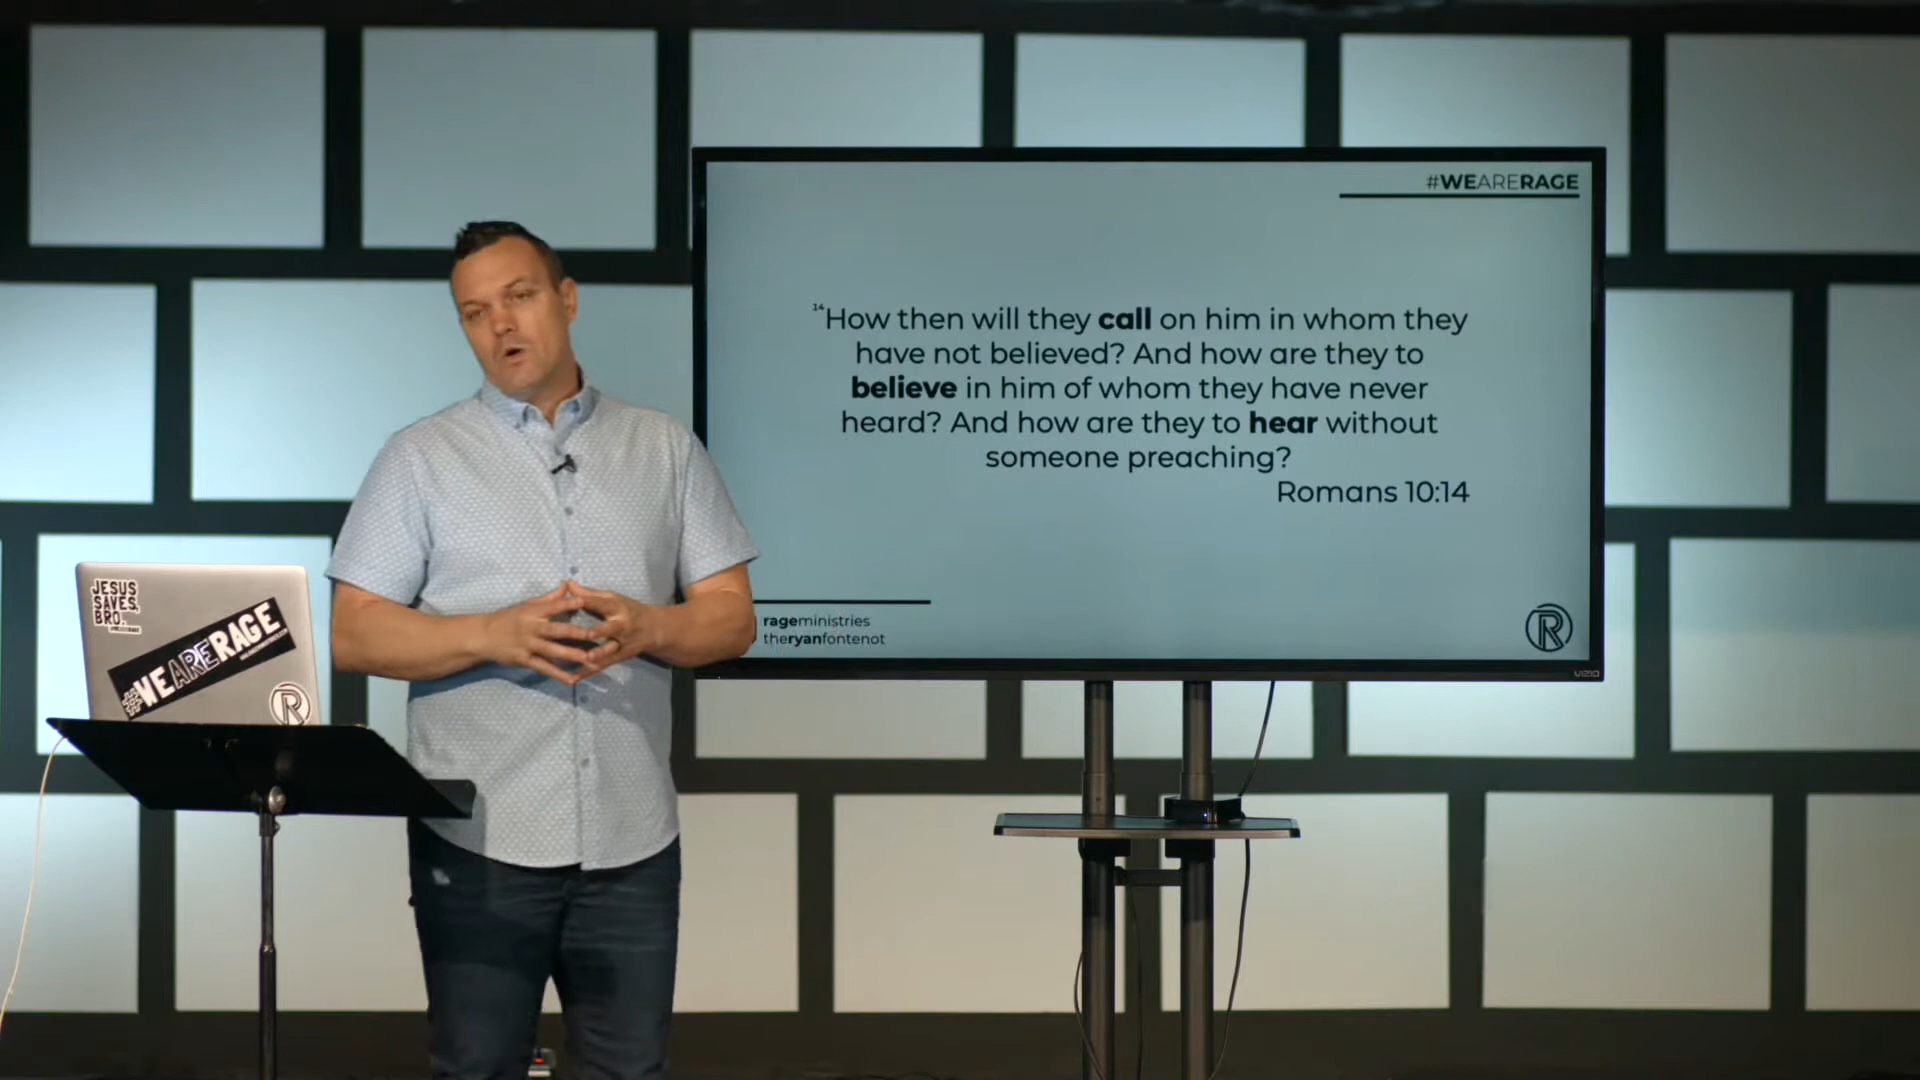 #WEARERAGE
14How then will they call on him in whom they
have not believed? And how are they to
believe in him of whom they have never
heard? And how are they to hear without
someone preaching?
Romans 10:14
rageministries
theryanfontenot
R
VIZIO
JESUS
SAVES,
BRO.
#WEARERAGE
R